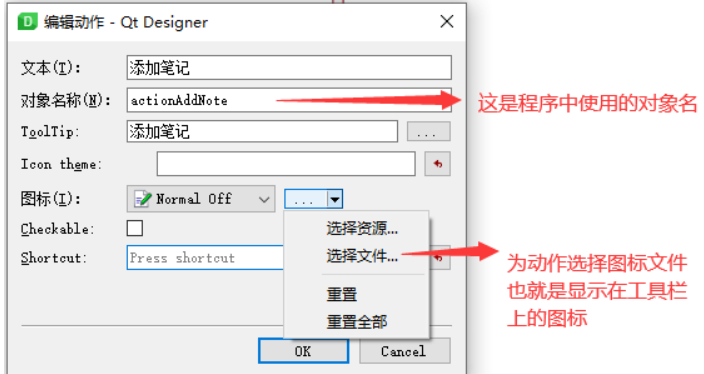 编辑动作 - Qt Designer
文本(T):
添加笔记
对象名称(N):
actionAddNote
这是程序中使用的对象名
ToolTip:
添加笔记
...
Icon theme:
图标(I):
Normal Off
...
Checkable:
选择资源...
Shortcut:
Press shortcut
选择文件...
为动作选择图标文件
也就是显示在工具栏
上的图标
重置
重置全部
OK
Cancel